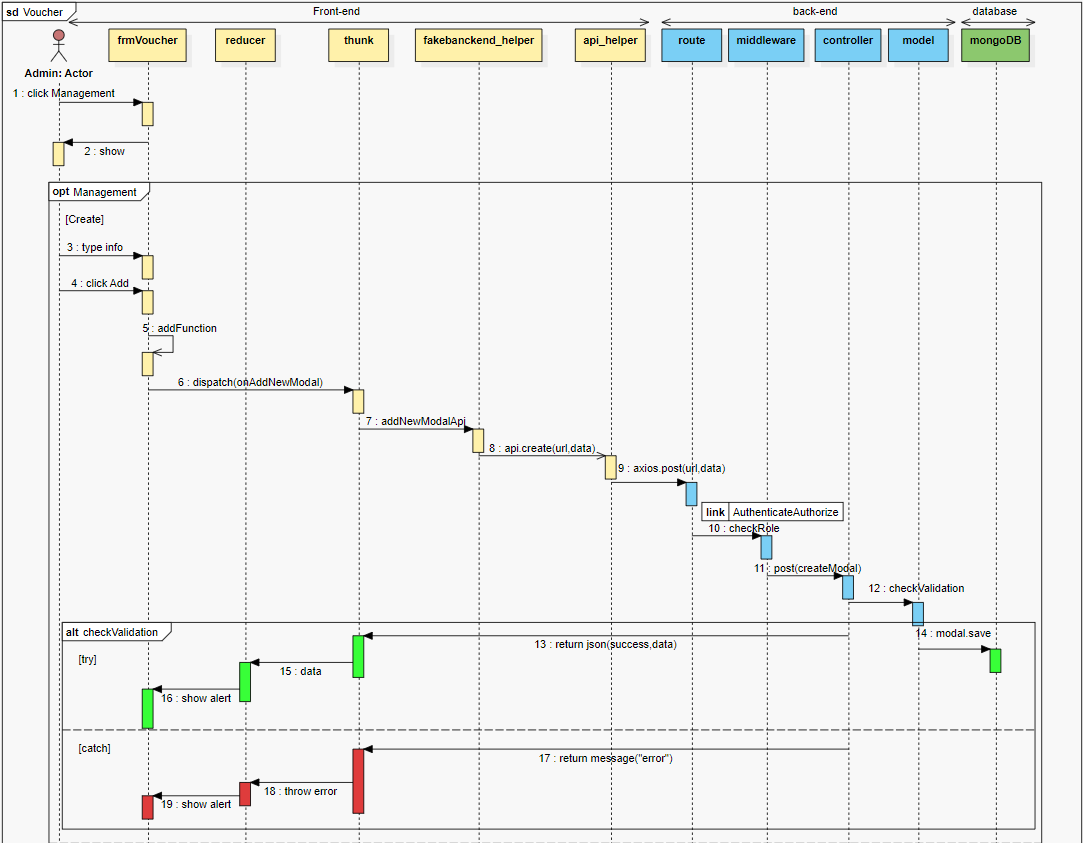 sd Voucher
Front-end
back-end
database
frmVoucher
reducer
thunk
fakebanckend_helper
api_helper
route
middleware
controller
model
mongoDB
Admin: Actor
1 : click Management
2 : show
opt Management
[Create]
3 : type info
4 : click Add
5 : addFunction
6 : dispatch(onAddNewModal)
7 : addNewModalApi
8 : api.create(url,data)
9 : axios.post(url,data)
link AuthenticateAuthorize
10 : checkRole
11 : post(createModal)
12 : checkValidation
alt checkValidation
14 : modal.save
13 : return json(success,data)
[try]
15 : data
16 : show alert
[catch]
17 : return message("error")
18 : throw error
19 : show alert